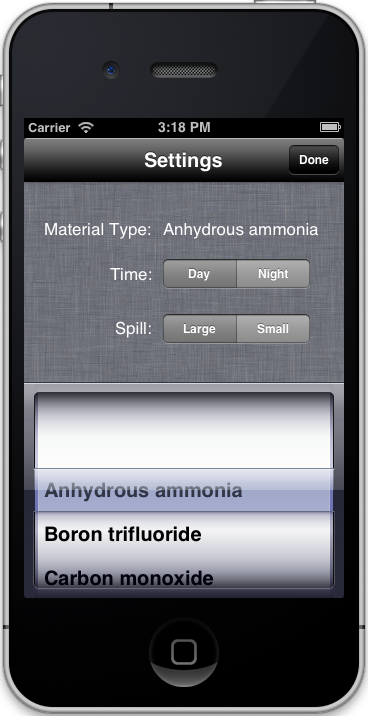 Carrier 3:18 PM
Settings Done
Material Type: Anhydrous ammonia
Time: Day Night
Spill: Large Small
Anhydrous ammonia
Boron trifluoride
Carbon monoxide